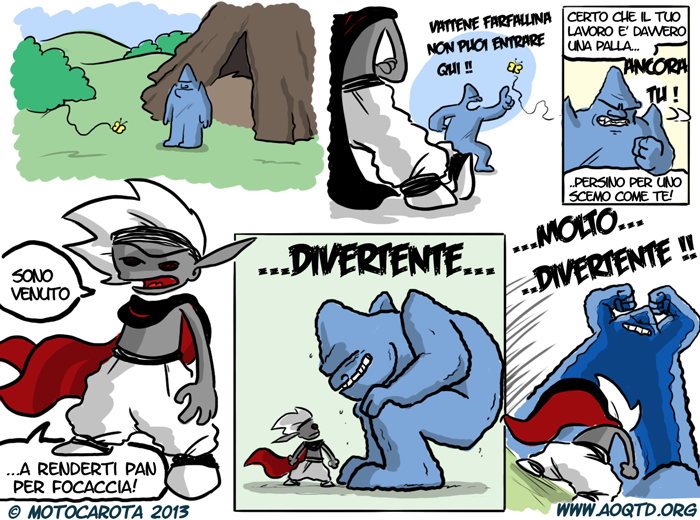 VATTENE FARFALLINA
NON PUOI ENTRARE
QUI !!
CERTO CHE IL TUO
LAVORO E' DAVVERO
UNA PALLA...
ANCORA
TU !
..PERSINO PER UNO
SCEMO COME TE!
SONO
VENUTO
...A RENDERTI PAN
PER FOCACCIA!
...DIVERTENTE...
...MOLTO...
..DIVERTENTE !!
© MOTOCAROTA 2013
WWW.AOQTD.ORG